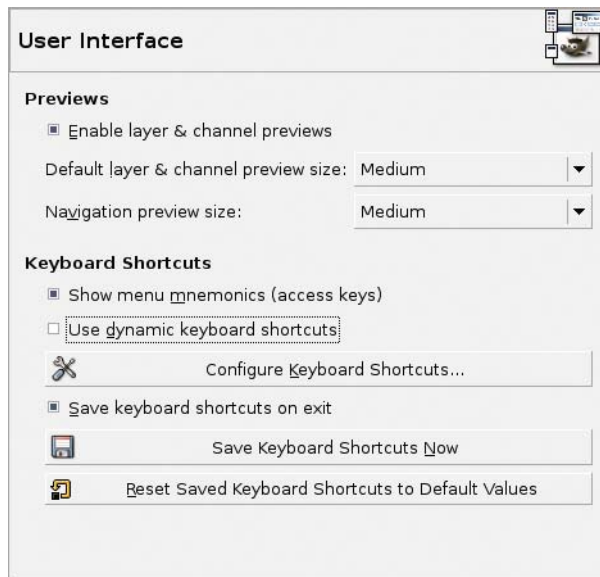 User Interface
Previews
Enable layer & channel previews
Default layer & channel preview size: Medium
Navigation preview size: Medium
Keyboard Shortcuts
Show menu mnemonics (access keys)
Use dynamic keyboard shortcuts
Configure Keyboard Shortcuts...
Save keyboard shortcuts on exit
Save Keyboard Shortcuts Now
Reset Saved Keyboard Shortcuts to Default Values